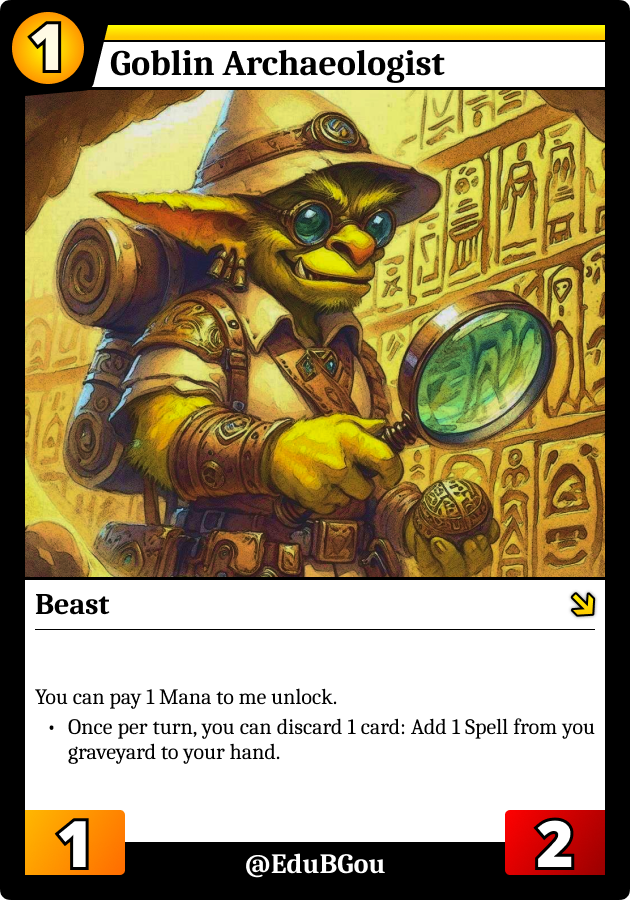 1
Goblin Archaeologist
Beast
You can pay 1 Mana to me unlock.
• Once per turn, you can discard 1 card: Add 1 Spell from you
graveyard to your hand.
1
@EduBGou
2